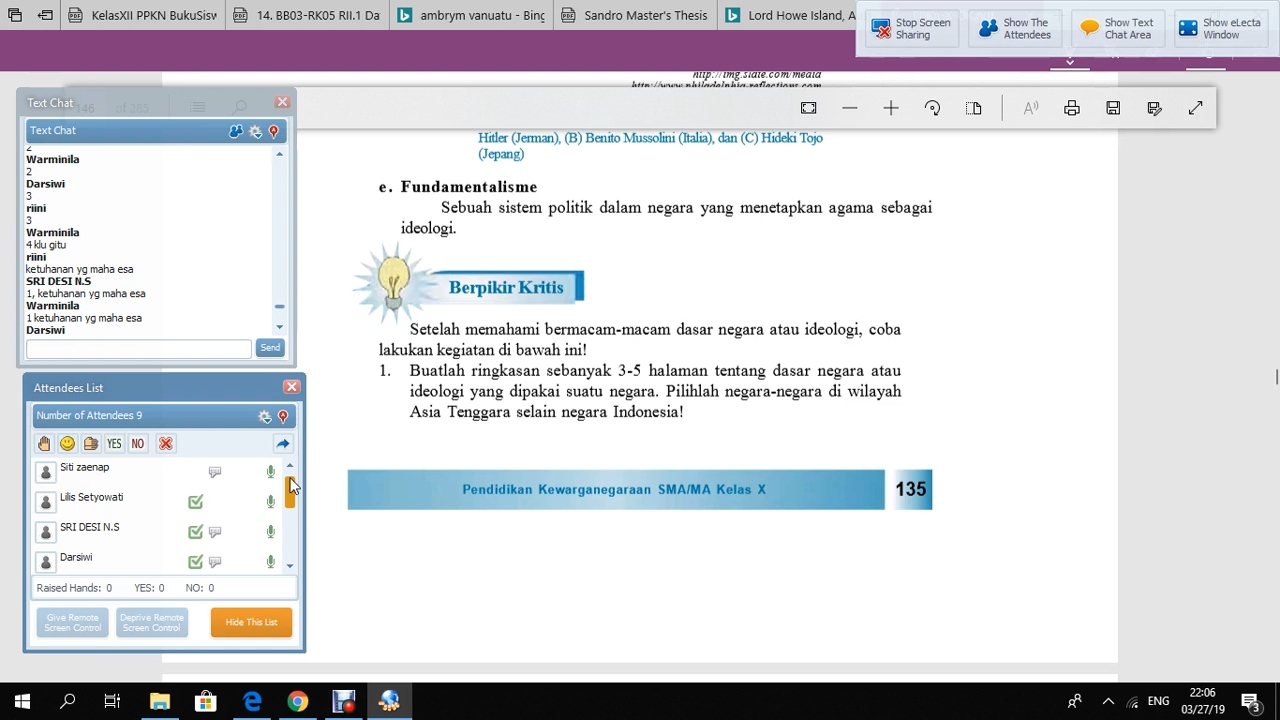 KelasXII PPKN BukuSisw
14. BB03-RK05 RII.1 Da
ambrym vanuatu - Bing
Sandro Master's Thesis
Lord Howe Island, A
Stop Screen
Sharing
Show The
Attendees
Show Text
Chat Area
Show eLecta
Window
http://img.slate.com/media
http://www.philadelphia-reflections.com
146 of 285
Text Chat
Text Chat
2
Warminila
2
Darsiwi
3
riini
3
Warminila
4 klu gitu
riini
ketuhanan yg maha esa
SRI DESI N.S
1, ketuhanan yg maha esa
Warminila
1 ketuhanan yg maha esa
Darsiwi
Send
Hitler (Jerman), (B) Benito Mussolini (Italia), dan (C) Hideki Tojo
(Jepang)
e. Fundamentalisme
Sebuah sistem politik dalam negara yang menetapkan agama sebagai
ideologi.
Berpikir Kritis
Setelah memahami bermacam-macam dasar negara atau ideologi, coba
lakukan kegiatan di bawah ini!
1. Buatlah ringkasan sebanyak 3-5 halaman tentang dasar negara atau
ideologi yang dipakai suatu negara. Pilihlah negara-negara di wilayah
Asia Tenggara selain negara Indonesia!
Pendidikan Kewarganegaraan SMA/MA Kelas X
135
Attendees List
Number of Attendees 9
YES NO
Siti zaenap
Lilis Setyowati
SRI DESI N.S
Darsiwi
Raised Hands: 0 YES: 0 NO: 0
Give Remote
Screen Control
Deprive Remote
Screen Control
Hide This List
ENG
22:06
03/27/19
3